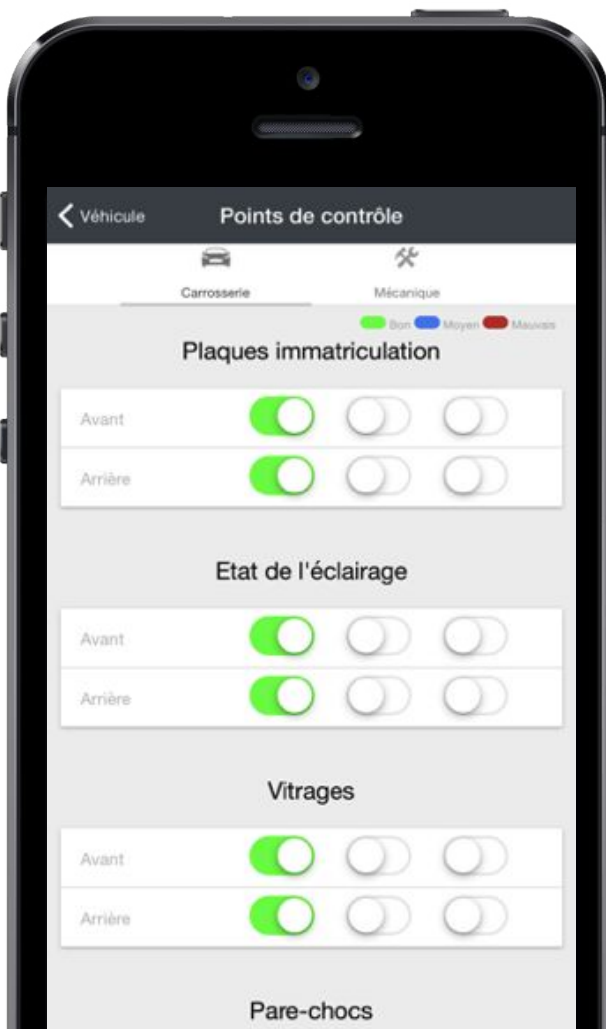 Véhicule Points de contrôle
Carrosserie Mécanique
Bon Moyen Mauvais
Plaques immatriculation
Avant
Arrière
Etat de l'éclairage
Avant
Arrière
Vitrages
Avant
Arrière
Pare-chocs